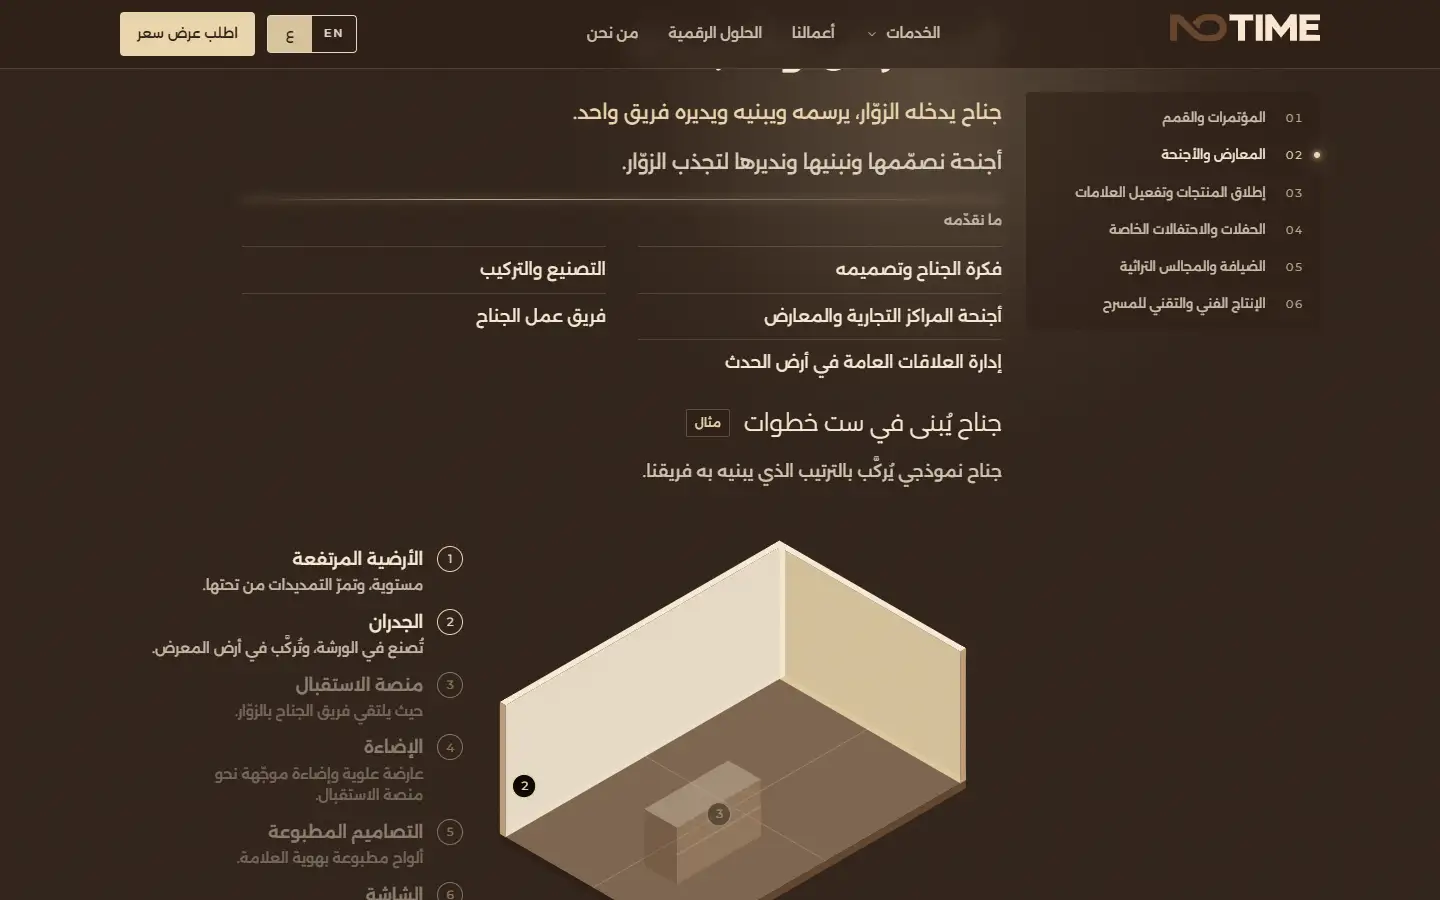 NO TIME
الخدمات
أعمالنا
الحلول الرقمية
من نحن
EN
ع
اطلب عرض سعر
01 المؤتمرات والقمم
02 المعارض والأجنحة
03 إطلاق المنتجات وتفعيل العلامات
04 الحفلات والاحتفالات الخاصة
05 الضيافة والمجالس التراثية
06 الإنتاج الفني والتقني للمسرح
جناح يدخله الزوّار، يرسمه ويبنيه ويديره فريق واحد.
أجنحة نصمّمها ونبنيها ونديرها لتجذب الزوّار.
ما نقدّمه
فكرة الجناح وتصميمه
التصنيع والتركيب
أجنحة المراكز التجارية والمعارض
فريق عمل الجناح
إدارة العلاقات العامة في أرض الحدث
جناح يُبنى في ست خطوات
مثال
جناح نموذجي يُركَّب بالترتيب الذي يبنيه به فريقنا.
2
3
1 الأرضية المرتفعة
مستوية، وتمرّ التمديدات من تحتها.
2 الجدران
تُصنع في الورشة، وتُركَّب في أرض المعرض.
3 منصة الاستقبال
حيث يلتقي فريق الجناح بالزوّار.
4 الإضاءة
عارضة علوية وإضاءة موجّهة نحو
منصة الاستقبال.
5 التصاميم المطبوعة
ألواح مطبوعة بهوية العلامة.
6 الشاشة